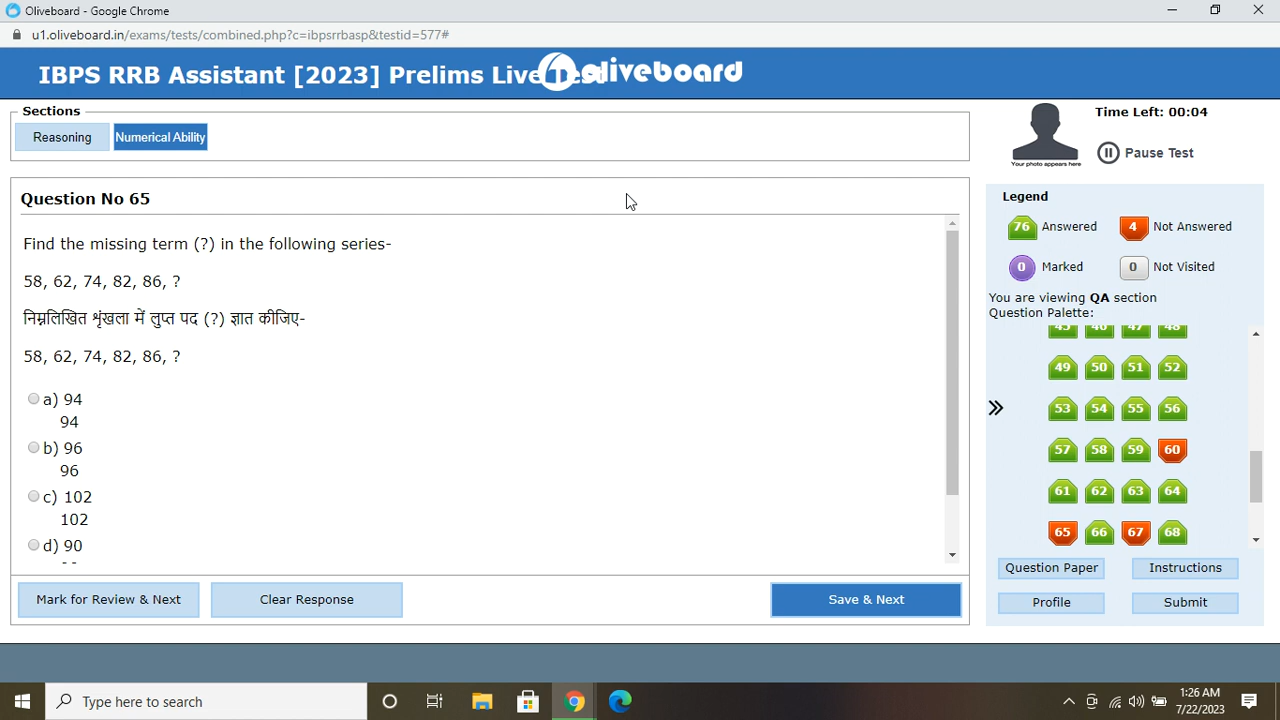 Oliveboard - Google Chrome
u1.oliveboard.in/exams/tests/combined.php?c=ibpsrrbasp&testid=577#
IBPS RRB Assistant [2023] Prelims Live
oliveboard
Sections
Reasoning
Numerical Ability
Your photo appears here
Time Left: 00:04
Pause Test
Question No 65
Find the missing term (?) in the following series-
58, 62, 74, 82, 86, ?
निम्नलिखित शृंखला में लुप्त पद (?) ज्ञात कीजिए-
58, 62, 74, 82, 86, ?
a) 94
94
b) 96
96
c) 102
102
d) 90
Mark for Review & Next
Clear Response
Save & Next
Legend
76 Answered
4 Not Answered
0 Marked
0 Not Visited
You are viewing QA section
Question Palette:
45 46 47 48
49 50 51 52
53 54 55 56
57 58 59 60
61 62 63 64
65 66 67 68
Question Paper
Instructions
Profile
Submit
Type here to search
1:26 AM
7/22/2023